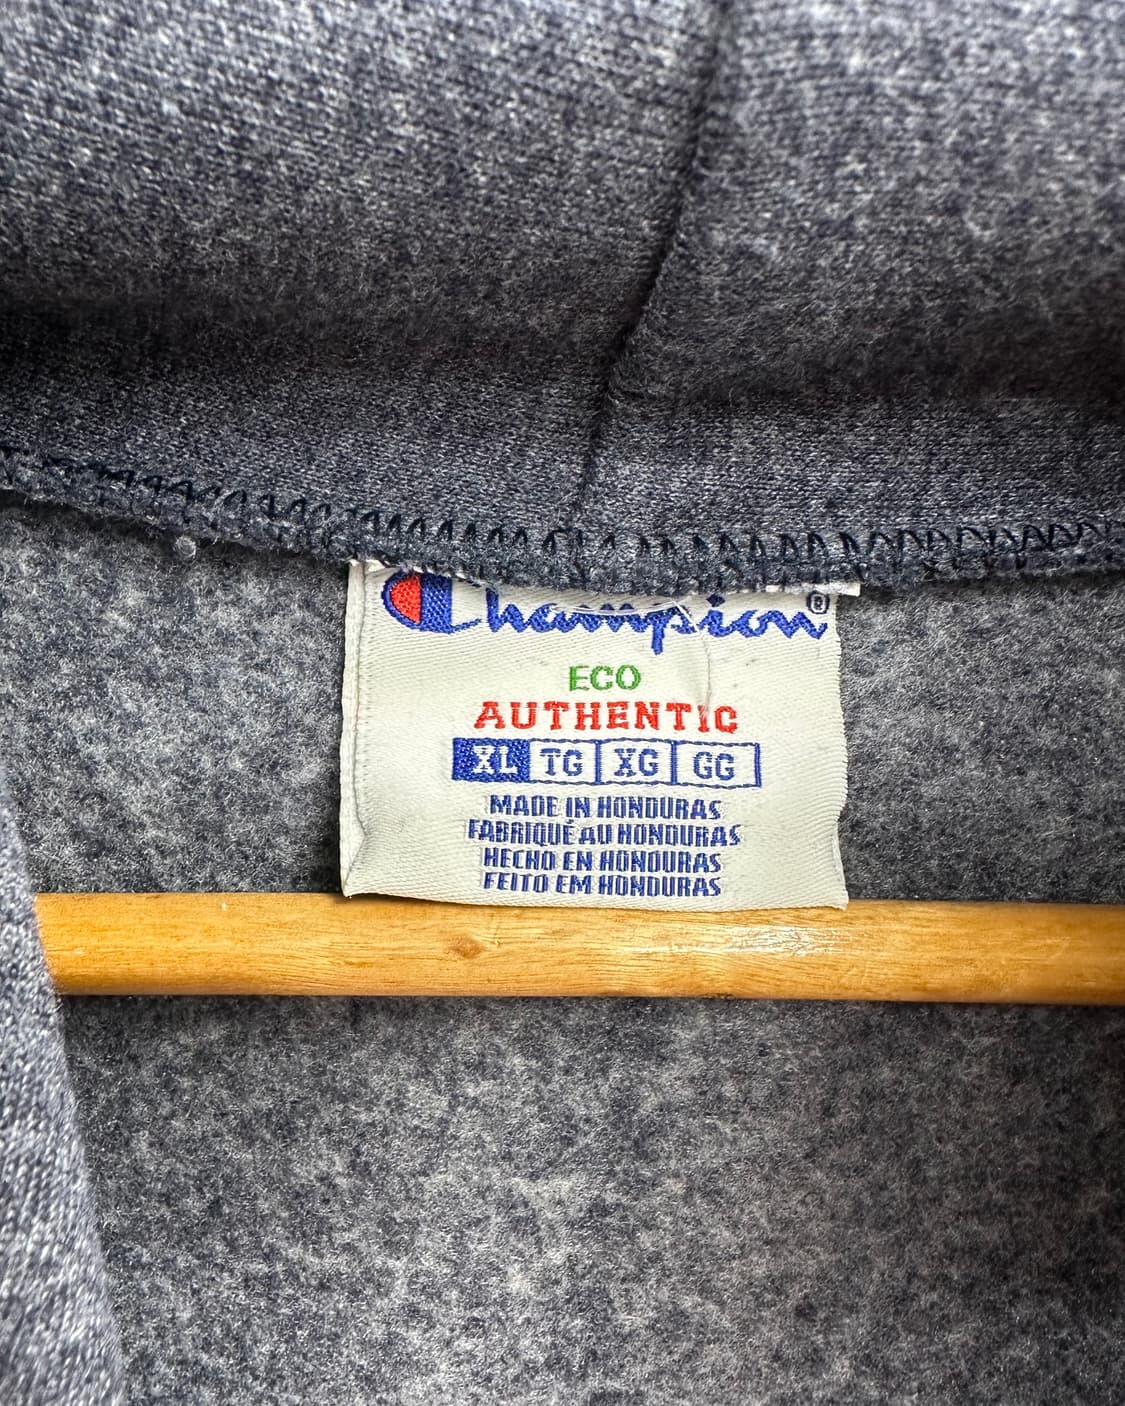 Champion®
ECO
AUTHENTIC
XL TG XG GG
MADE IN HONDURAS
FABRIQUÉ AU HONDURAS
HECHO EN HONDURAS
FEITO EM HONDURAS